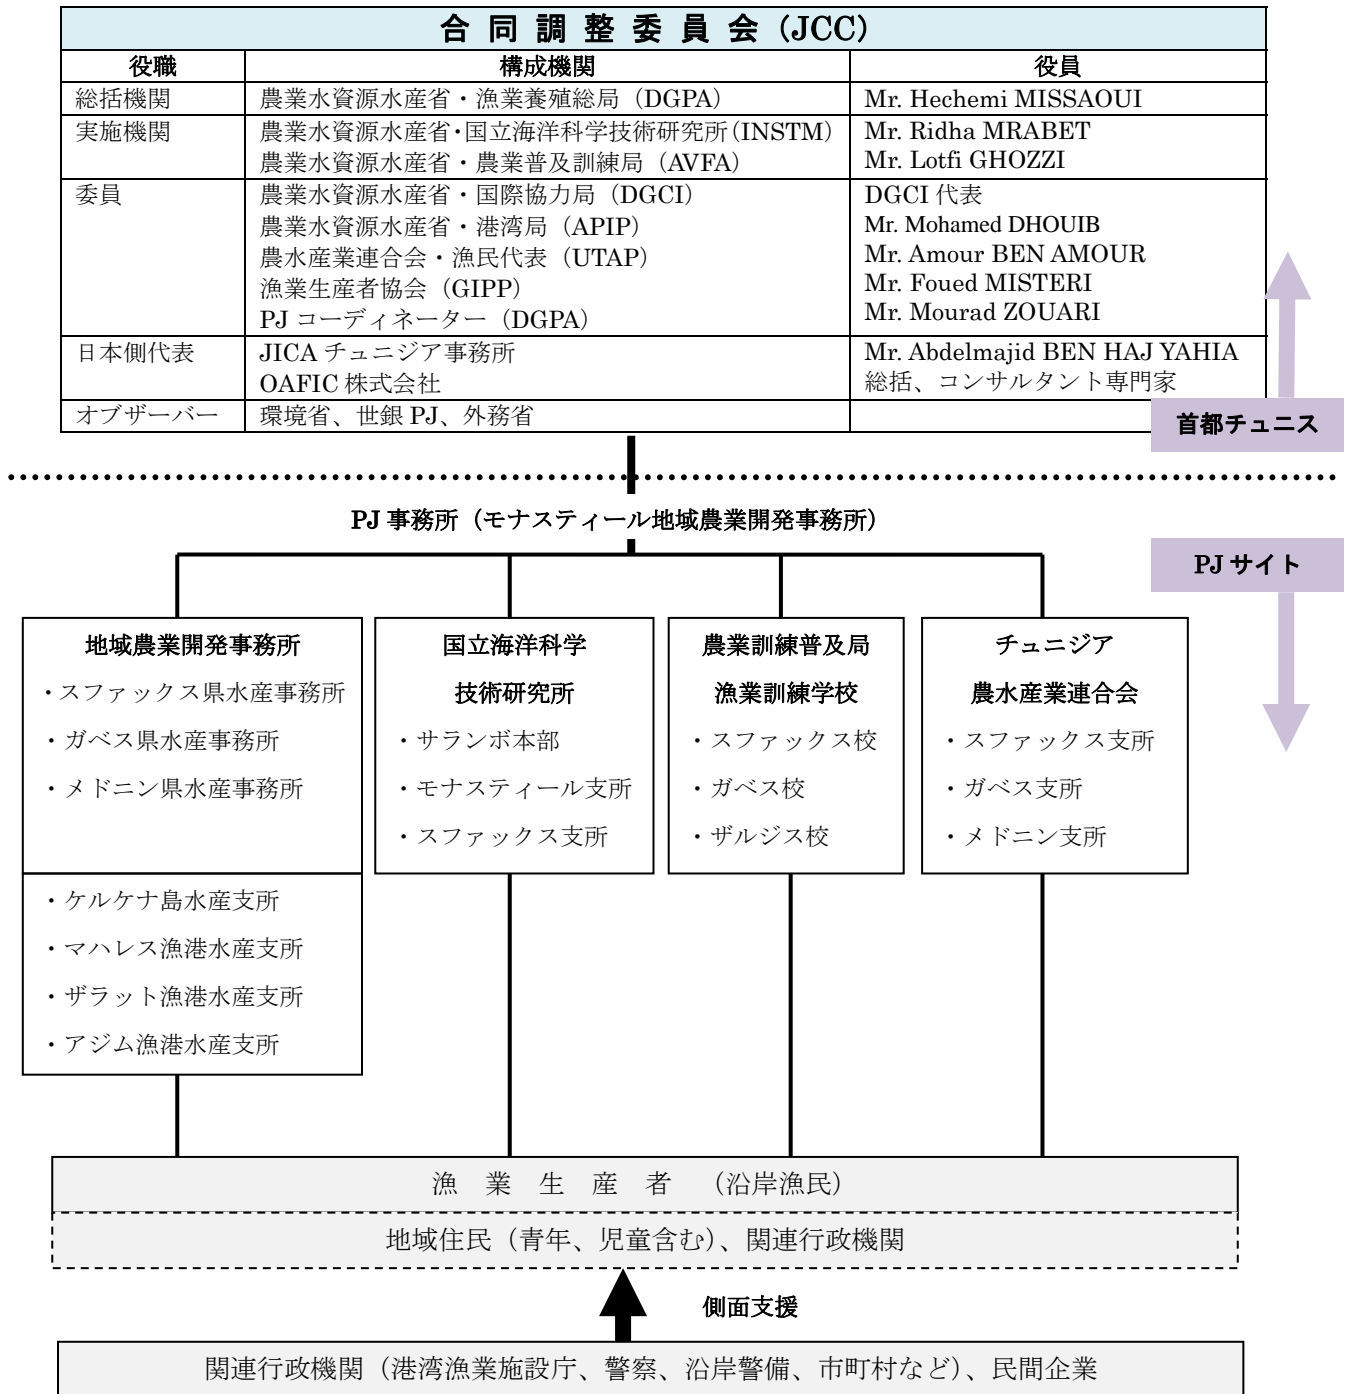 合同調整委員会（JCC）
役職 構成機関 役員
総括機関 農業水資源水産省・漁業養殖総局（DGPA） Mr. Hechemi MISSAOUI
実施機関 農業水資源水産省・国立海洋科学技術研究所（INSTM） Mr. Ridha MRABET
農業水資源水産省・農業普及訓練局（AVFA） Mr. Lotfi GHOZZI
委員 農業水資源水産省・国際協力局（DGCI） DGCI 代表
農業水資源水産省・港湾局（APIP） Mr. Mohamed DHOUIB
農水産業連合会・漁民代表（UTAP） Mr. Amour BEN AMOUR
漁業生産者協会（GIPP） Mr. Foued MISTERI
PJ コーディネーター（DGPA） Mr. Mourad ZOUARI
日本側代表 JICA チュニジア事務所 Mr. Abdelmajid BEN HAJ YAHIA
OAFIC 株式会社 総括、コンサルタント専門家
オブザーバー 環境省、世銀 PJ、外務省
首都チュニス
PJ 事務所（モナスティール地域農業開発事務所）
PJ サイト
地域農業開発事務所
・スファックス県水産事務所
・ガベス県水産事務所
・メドニン県水産事務所
・ケルケナ島水産支所
・マハレス漁港水産支所
・ザラット漁港水産支所
・アジム漁港水産支所
国立海洋科学
技術研究所
・サランボ本部
・モナスティール支所
・スファックス支所
農業訓練普及局
漁業訓練学校
・スファックス校
・ガベス校
・ザルジス校
チュニジア
農水産業連合会
・スファックス支所
・ガベス支所
・メドニン支所
漁業生産者（沿岸漁民）
地域住民（青年、児童含む）、関連行政機関
側面支援
関連行政機関（港湾漁業施設庁、警察、沿岸警備、市町村など）、民間企業